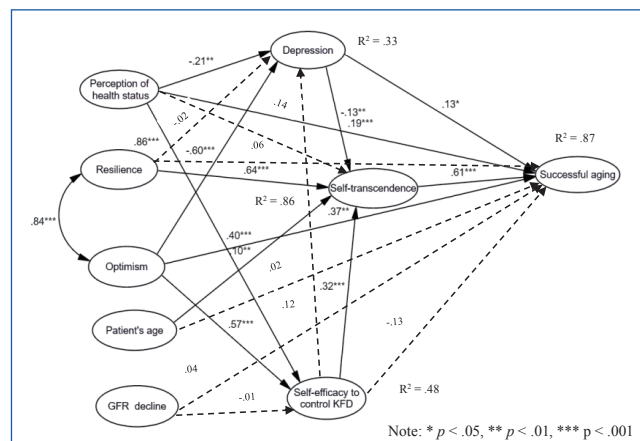 Depression
R² = .33
-.21**
Perception of
health status
-.02
.14
-.13**
.13*
.19***
R² = .87
.86***
-.60***
.06
Resilience
.64***
Self-transcendence
.61***
Successful aging
R² = .86
.37**
.84***
.40***
.10**
Optimism
.02
.12
.32***
Patient's age
.57***
-.13
.04
GFR decline
-.01
Self-efficacy to
control KFD
R² = .48
Note: * p < .05, ** p < .01, *** p < .001